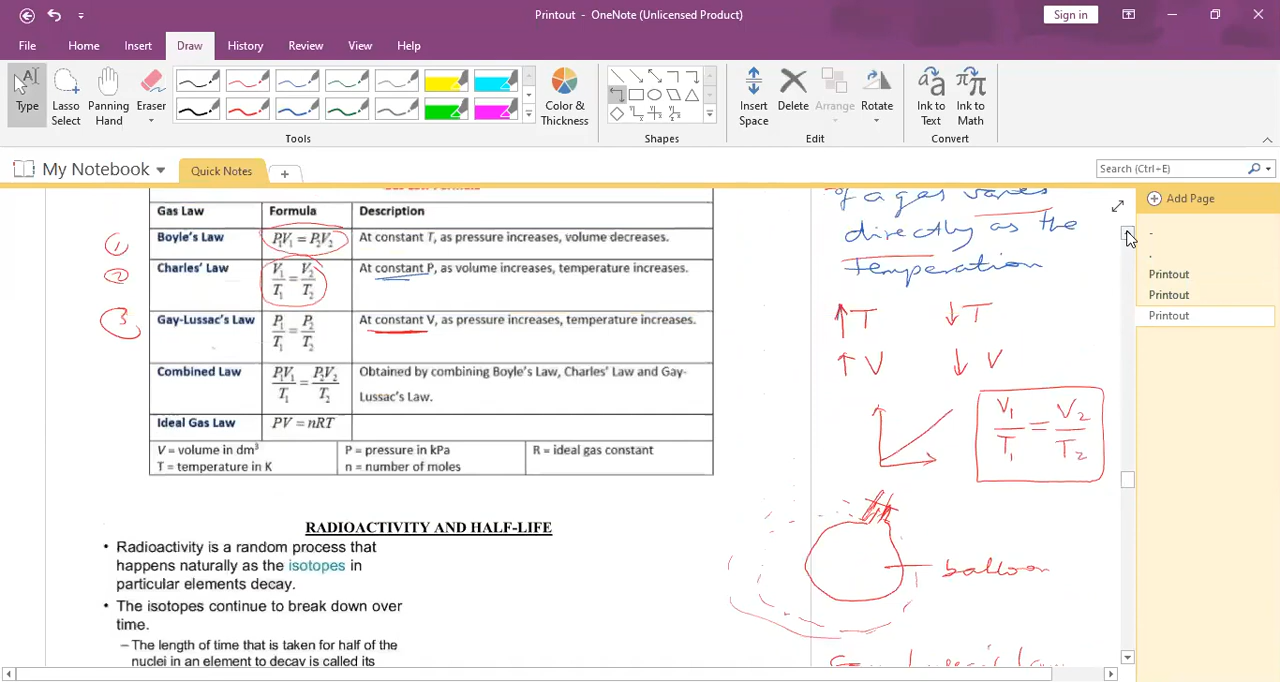 Printout - OneNote (Unlicensed Product)
Sign in
File Home Insert Draw History Review View Help
Type
Lasso Select
Panning Hand
Eraser
Color & Thickness
Insert Space
Delete
Arrange
Rotate
Ink to Text
Ink to Math
Tools
Shapes
Edit
Convert
My Notebook
Quick Notes
Search (Ctrl+E)
Add Page
-
.
Printout
Printout
Printout
Gas Law Formula Description
① Boyle's Law P₁V₁ = P₂V₂ At constant T, as pressure increases, volume decreases.
② Charles' Law V₁/T₁ = V₂/T₂ At constant P, as volume increases, temperature increases.
③ Gay-Lussac's Law P₁/T₁ = P₂/T₂ At constant V, as pressure increases, temperature increases.
Combined Law P₁V₁/T₁ = P₂V₂/T₂ Obtained by combining Boyle's Law, Charles' Law and Gay-
Lussac's Law.
Ideal Gas Law PV = nRT
V = volume in dm³ P = pressure in kPa R = ideal gas constant
T = temperature in K n = number of moles
RADIOACTIVITY AND HALF-LIFE
• Radioactivity is a random process that
happens naturally as the isotopes in
particular elements decay.
• The isotopes continue to break down over
time.
– The length of time that is taken for half of the
nuclei in an element to decay is called its
of a gas varies
directly as the
temperation
↑ T ↓ T
↑ V ↓ V
V₁/T₁ = V₂/T₂
balloon